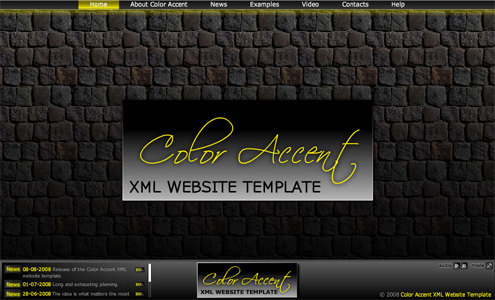 Home About Color Accent News Examples Video Contacts Help
Color Accent
XML WEBSITE TEMPLATE
News 08-08-2008 Release of the Color Accent XML website template
News 01-07-2008 Long and exhausting planning
News 28-06-2008 The idea is what matters the most
Color Accent
XML WEBSITE TEMPLATE
© 2008 Color Accent XML Website Template